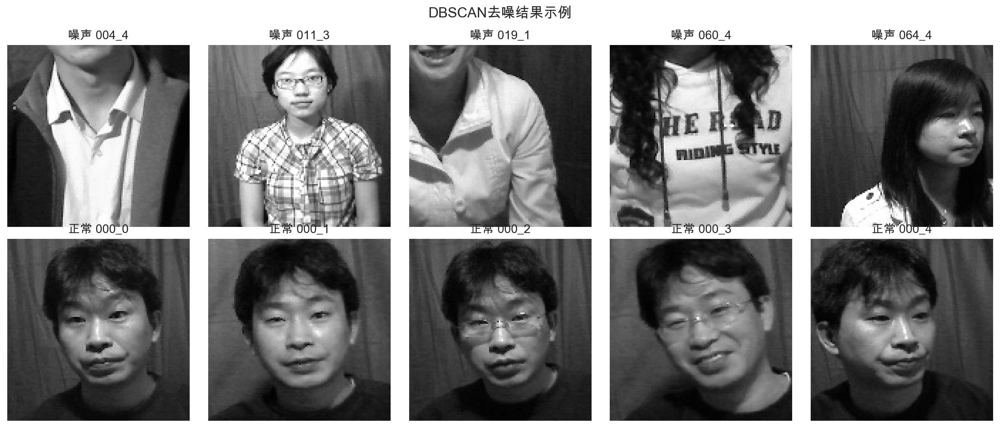 DBSCAN去噪结果示例
噪声 004_4
噪声 011_3
噪声 019_1
噪声 060_4
噪声 064_4
HE R AD
RIDING STYLE
正常 000_0
正常 000_1
正常 000_2
正常 000_3
正常 000_4